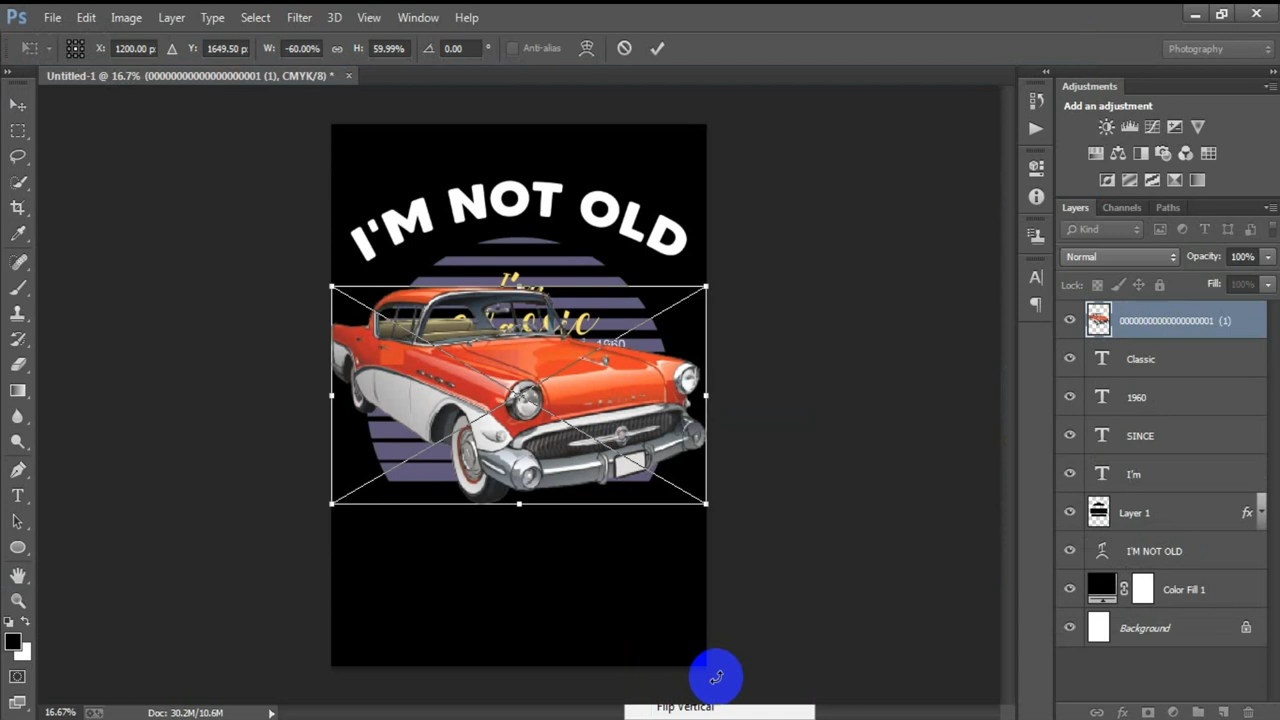 Ps File Edit Image Layer Type Select Filter 3D View Window Help
X: 1200.00 p Y: 1649.50 p W: -60.00% H: 59.99% 0.00 ° Anti-alias Photography
Untitled-1 @ 16.7% (00000000000000000001 (1), CMYK/8) *
Adjustments
Add an adjustment
Layers Channels Paths
Kind
Normal Opacity: 100%
Lock: Fill: 100%
00000000000000000001 (1)
T Classic
T 1960
T SINCE
T I'm
Layer 1 fx
I'M NOT OLD
Color Fill 1
Background
I'M NOT OLD
I'm
1960
Flip Vertical
16.67% Doc: 30.2M/10.6M